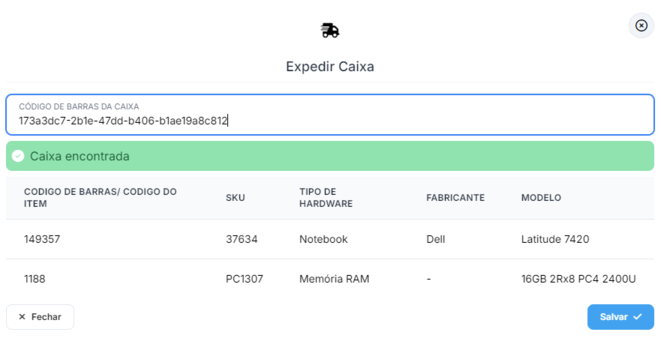 Expedir Caixa
CÓDIGO DE BARRAS DA CAIXA
173a3dc7-2b1e-47dd-b406-b1ae19a8c812
Caixa encontrada
CODIGO DE BARRAS/ CODIGO DO ITEM SKU TIPO DE HARDWARE FABRICANTE MODELO
149357 37634 Notebook Dell Latitude 7420
1188 PC1307 Memória RAM - 16GB 2Rx8 PC4 2400U
Fechar Salvar